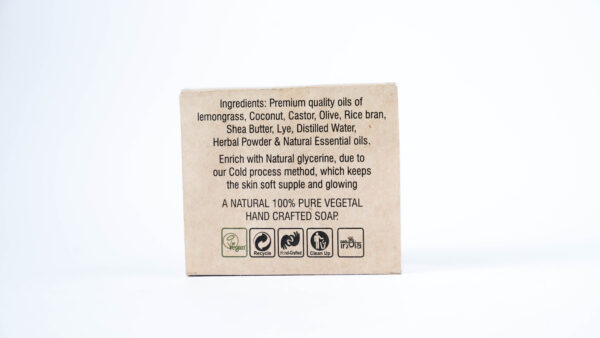 Ingredients: Premium quality oils of
lemongrass, Coconut, Castor, Olive, Rice bran,
Shea Butter, Lye, Distilled Water,
Herbal Powder & Natural Essential oils.
Enrich with Natural glycerine, due to
our Cold process method, which keeps
the skin soft supple and glowing
A NATURAL 100% PURE VEGETAL
HAND CRAFTED SOAP.
Vegan
Recycle
Hand-Crafted
Clean Up